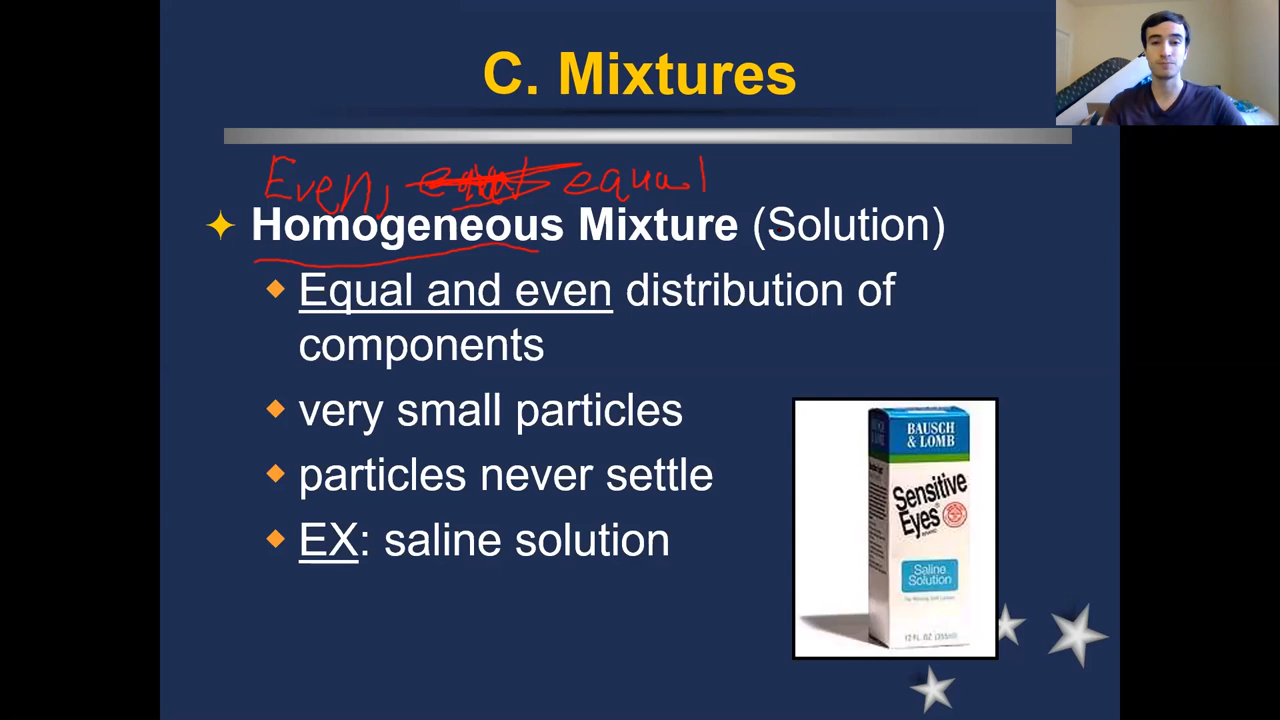 C. Mixtures
Even, equal
Homogeneous Mixture (Solution)
Equal and even distribution of
components
very small particles
particles never settle
EX: saline solution
BAUSCH
& LOMB
Sensitive
Eyes
Saline
Solution
12 FL. OZ (355ml)